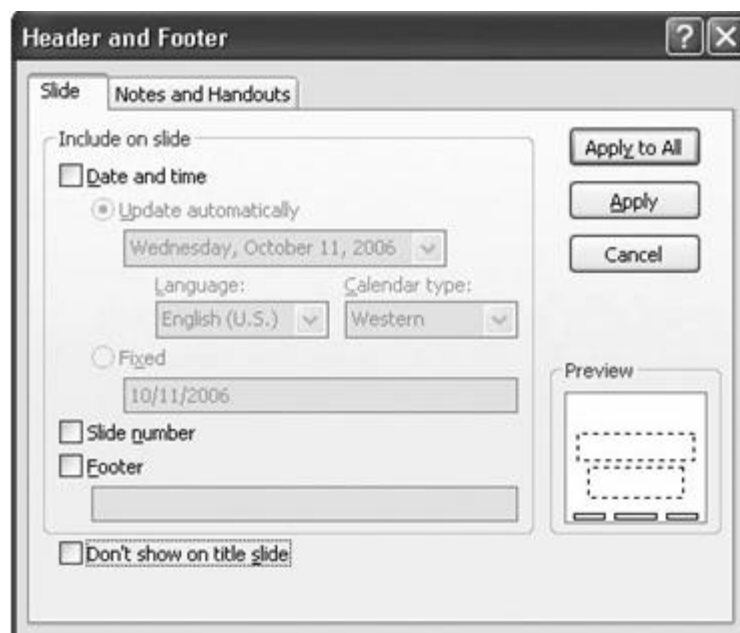 Header and Footer
Slide Notes and Handouts
Include on slide
Date and time
Update automatically
Wednesday, October 11, 2006
Language: Calendar type:
English (U.S.) Western
Fixed
10/11/2006
Slide number
Footer
Don't show on title slide
Apply to All
Apply
Cancel
Preview